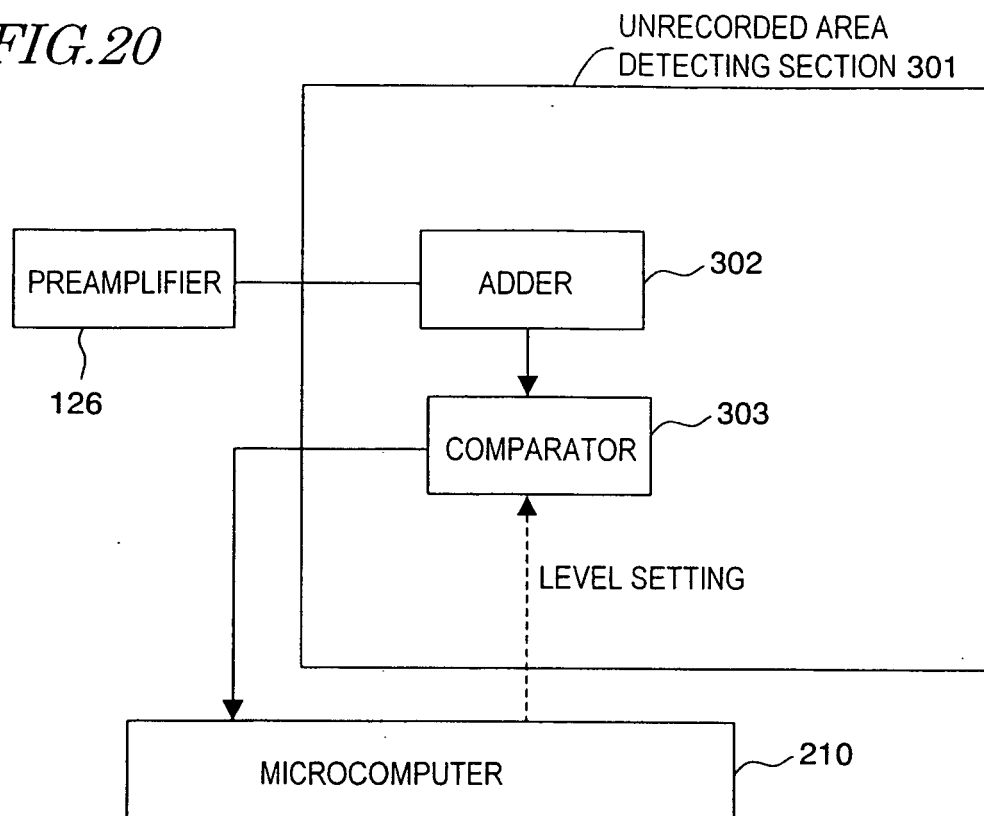 FIG.20
UNRECORDED AREA
DETECTING SECTION 301
PREAMPLIFIER
126
ADDER
302
COMPARATOR
303
LEVEL SETTING
MICROCOMPUTER
210